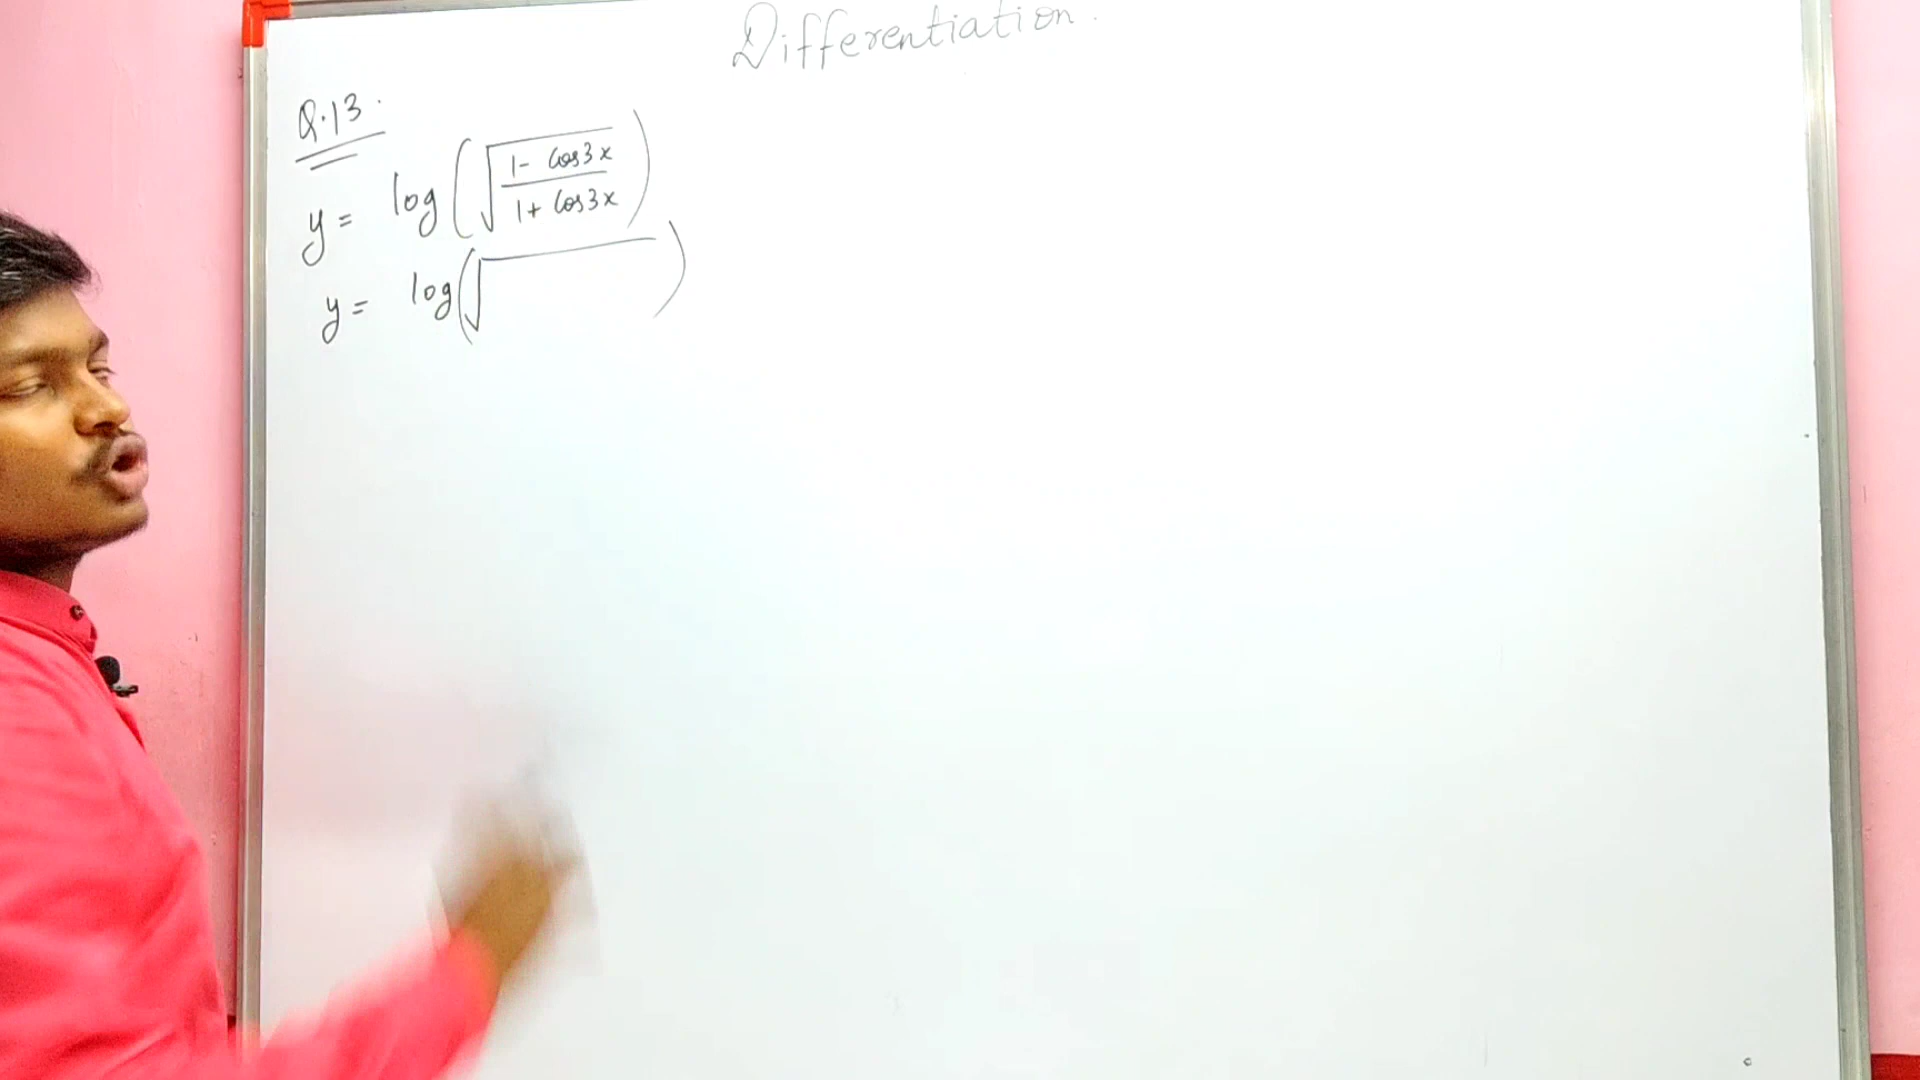 Differentiation.
Q.13.
y = log(√((1 - Cos3x)/(1 + Cos3x)))
y = log(√ )